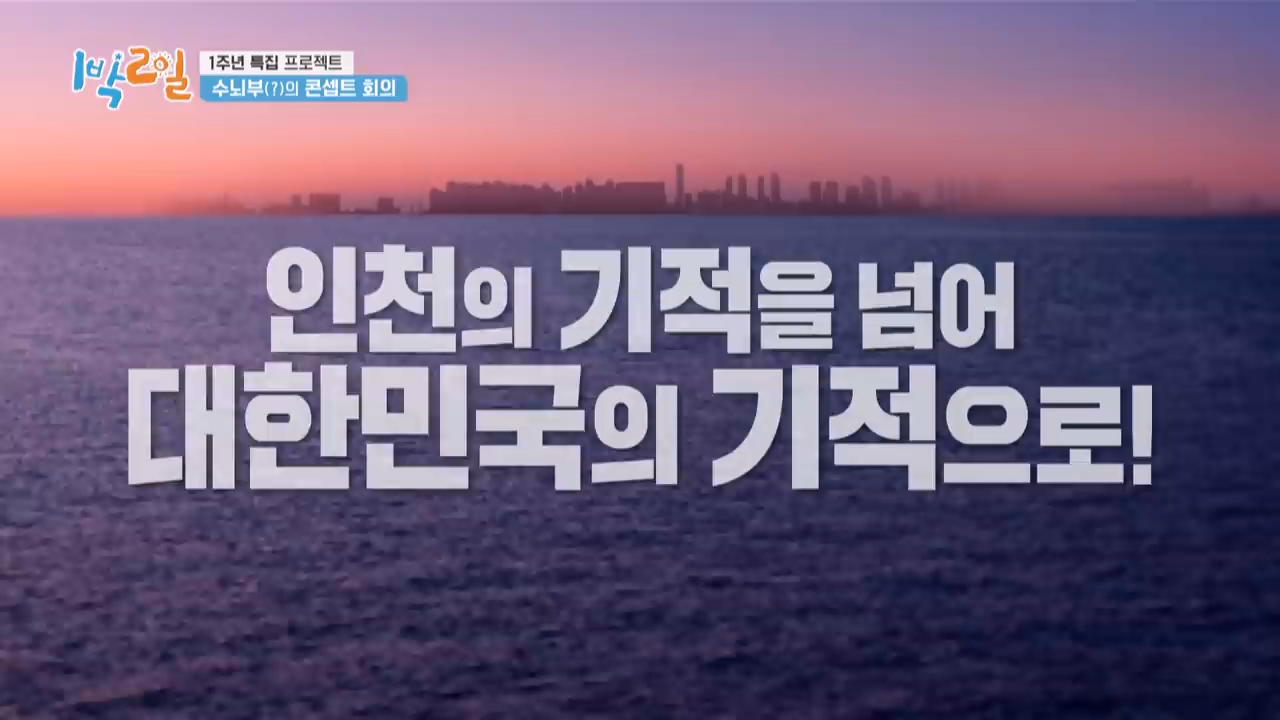 1박2일
1주년 특집 프로젝트
수뇌부(?)의 콘셉트 회의
인천의 기적을 넘어
대한민국의 기적으로!